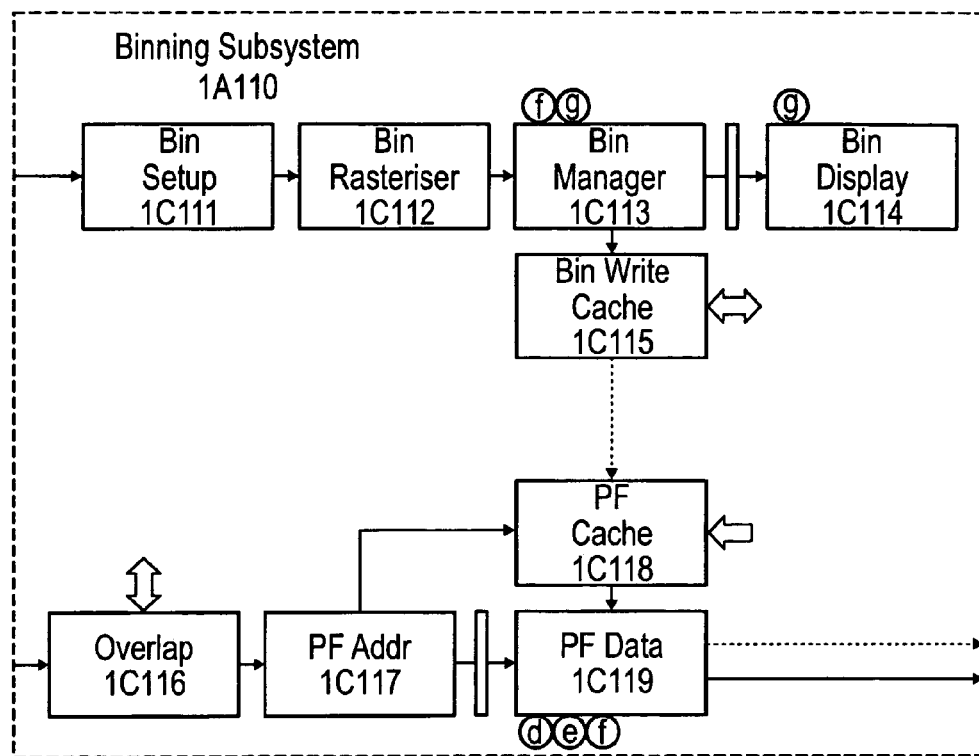 Binning Subsystem
1A110
f g
g
Bin
Setup
1C111
Bin
Rasteriser
1C112
Bin
Manager
1C113
Bin
Display
1C114
Bin Write
Cache
1C115
PF
Cache
1C118
Overlap
1C116
PF Addr
1C117
PF Data
1C119
d e f